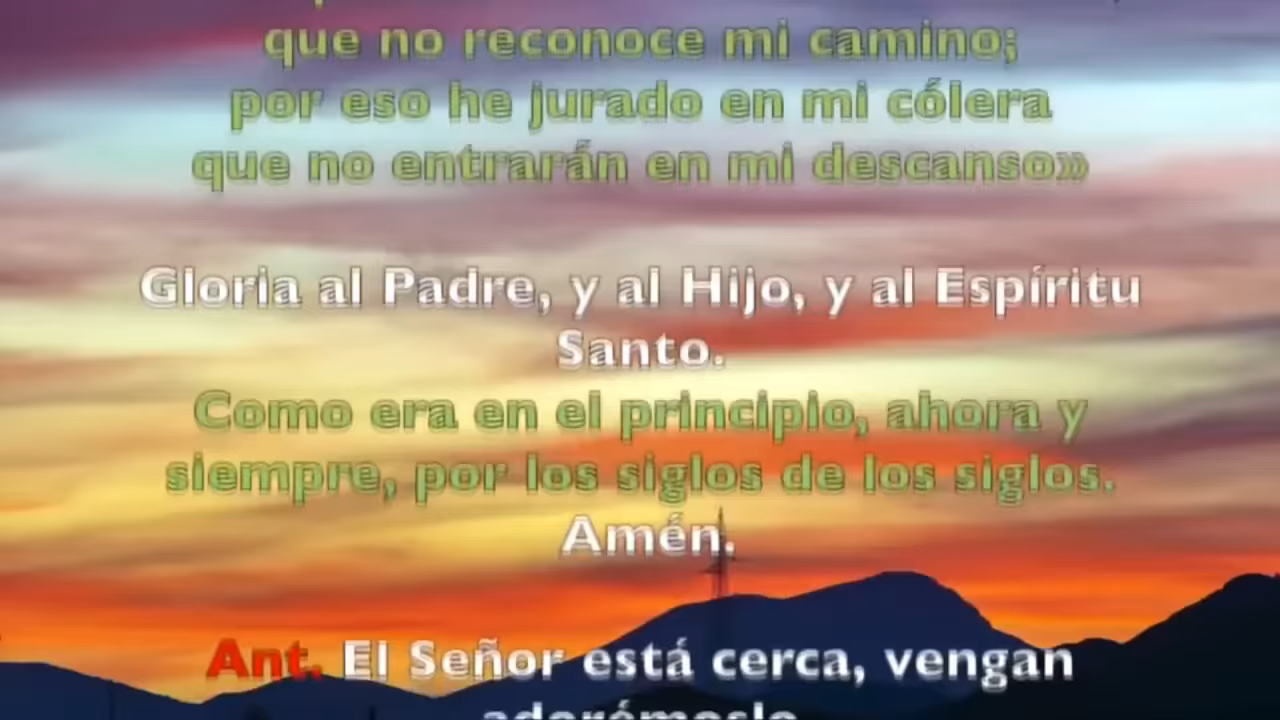 que no reconoce mi camino;
por eso he jurado en mi cólera
que no entrarán en mi descanso»
Gloria al Padre, y al Hijo, y al Espíritu
Santo.
Como era en el principio, ahora y
siempre, por los siglos de los siglos.
Amén.
Ant. El Señor está cerca, vengan
adorémosle.